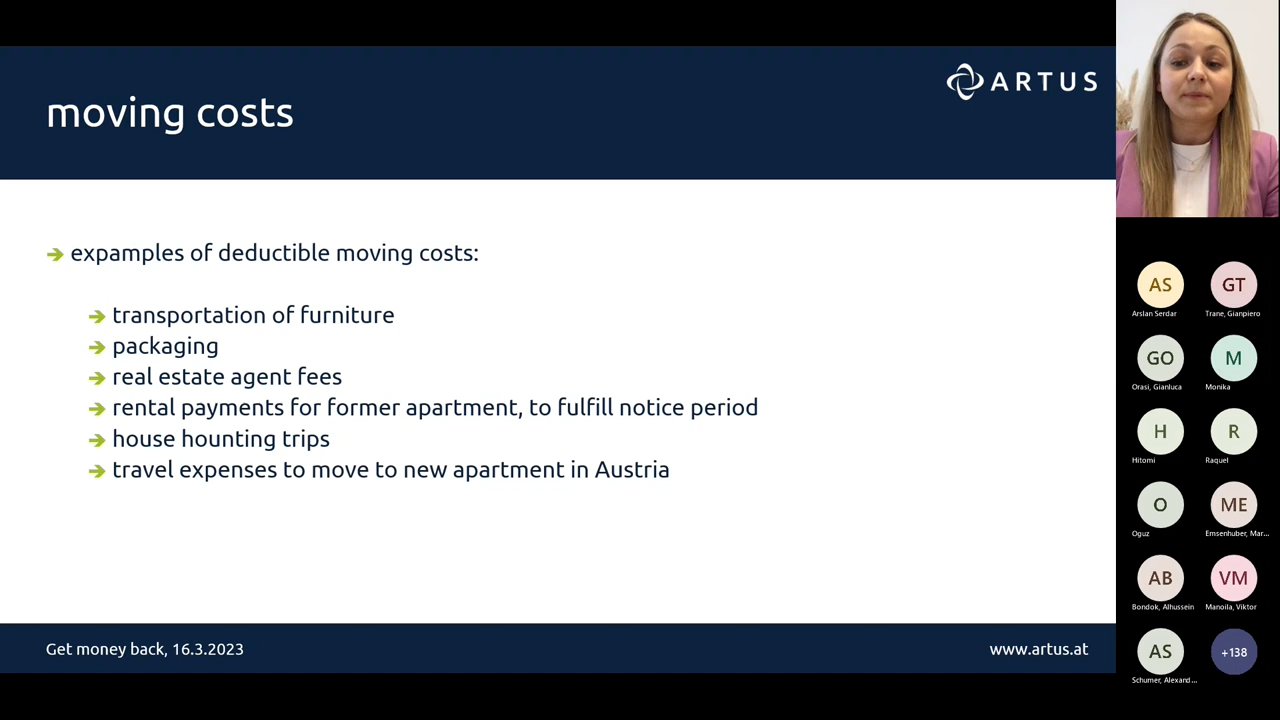 ARTUS
moving costs
expamples of deductible moving costs:
transportation of furniture
packaging
real estate agent fees
rental payments for former apartment, to fulfill notice period
house hounting trips
travel expenses to move to new apartment in Austria
Get money back, 16.3.2023
www.artus.at
AS
GT
Arslan Serdar
Trane, Gianpiero
GO
M
Orasi, Gianluca
Monika
H
R
Hitomi
Raquel
O
ME
Oguz
Emsenhuber, Mar...
AB
VM
Bondok, Alhussein
Manoila, Viktor
AS
+138
Schumer, Alexand...